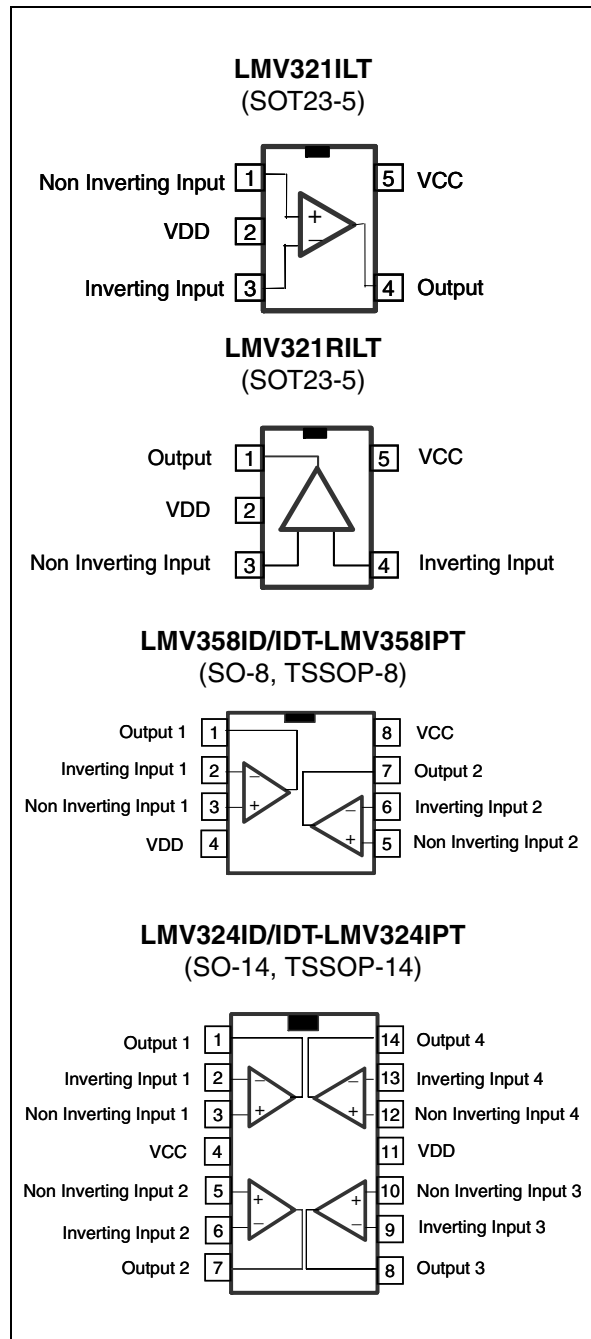 LMV321ILT
(SOT23-5)
Non Inverting Input 1 5 VCC
+
VDD 2
−
Inverting Input 3 4 Output
LMV321RILT
(SOT23-5)
Output 1 5 VCC
VDD 2
Non Inverting Input 3 4 Inverting Input
LMV358ID/IDT-LMV358IPT
(SO-8, TSSOP-8)
Output 1 1 8 VCC
Inverting Input 1 2 − 7 Output 2
Non Inverting Input 1 3 + − 6 Inverting Input 2
VDD 4 + 5 Non Inverting Input 2
LMV324ID/IDT-LMV324IPT
(SO-14, TSSOP-14)
Output 1 1 14 Output 4
Inverting Input 1 2 − − 13 Inverting Input 4
Non Inverting Input 1 3 + + 12 Non Inverting Input 4
VCC 4 11 VDD
Non Inverting Input 2 5 + + 10 Non Inverting Input 3
Inverting Input 2 6 − − 9 Inverting Input 3
Output 2 7 8 Output 3